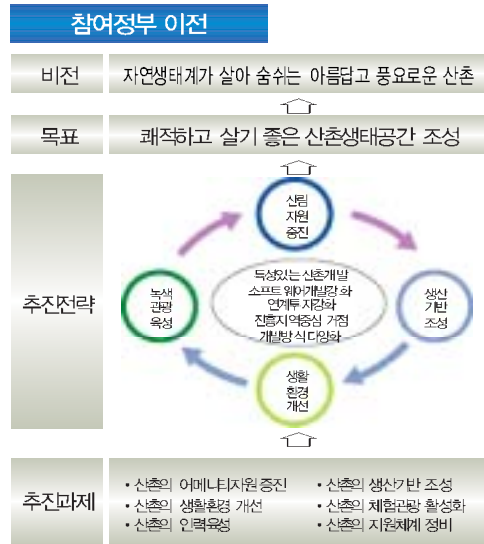 참여정부 이전
비전
자연생태계가 살아 숨쉬는 아름답고 풍요로운 산촌
목표
쾌적하고 살기 좋은 산촌생태공간 조성
추진전략
산림
자원
증진
녹색
관광
육성
특성있는 산촌개발
소프트 웨어개발강 화
연계투 자강화
진흥지 역중심 거점
개발방 식 다양화
생산
기반
조성
생활
환경
개선
추진과제
• 산촌의 어메니티자원 증진
• 산촌의 생산기반 조성
• 산촌의 생활환경 개선
• 산촌의 체험관광 활성화
• 산촌의 인력육성
• 산촌의 지원체계 정비